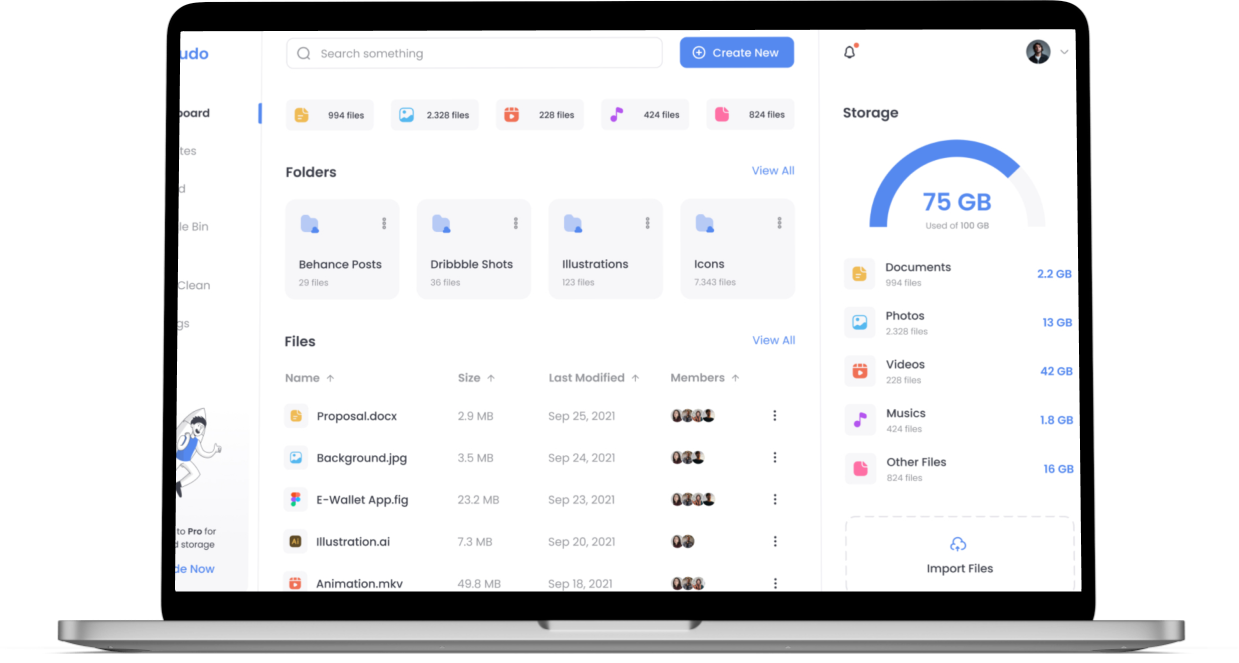 udo
Search something
Create New
board
tes
d
le Bin
Clean
gs
to Pro for
d storage
de Now
994 files
2.328 files
228 files
424 files
824 files
Folders
View All
Behance Posts
29 files
Dribbble Shots
36 files
Illustrations
123 files
Icons
7.343 files
Files
View All
Name Size Last Modified Members
Proposal.docx 2.9 MB Sep 25, 2021
Background.jpg 3.5 MB Sep 24, 2021
E-Wallet App.fig 23.2 MB Sep 23, 2021
Ai Illustration.ai 7.3 MB Sep 20, 2021
Animation.mkv 49.8 MB Sep 18, 2021
Storage
75 GB
Used of 100 GB
Documents
994 files
2.2 GB
Photos
2.328 files
13 GB
Videos
228 files
42 GB
Musics
424 files
1.8 GB
Other Files
824 files
16 GB
Import Files